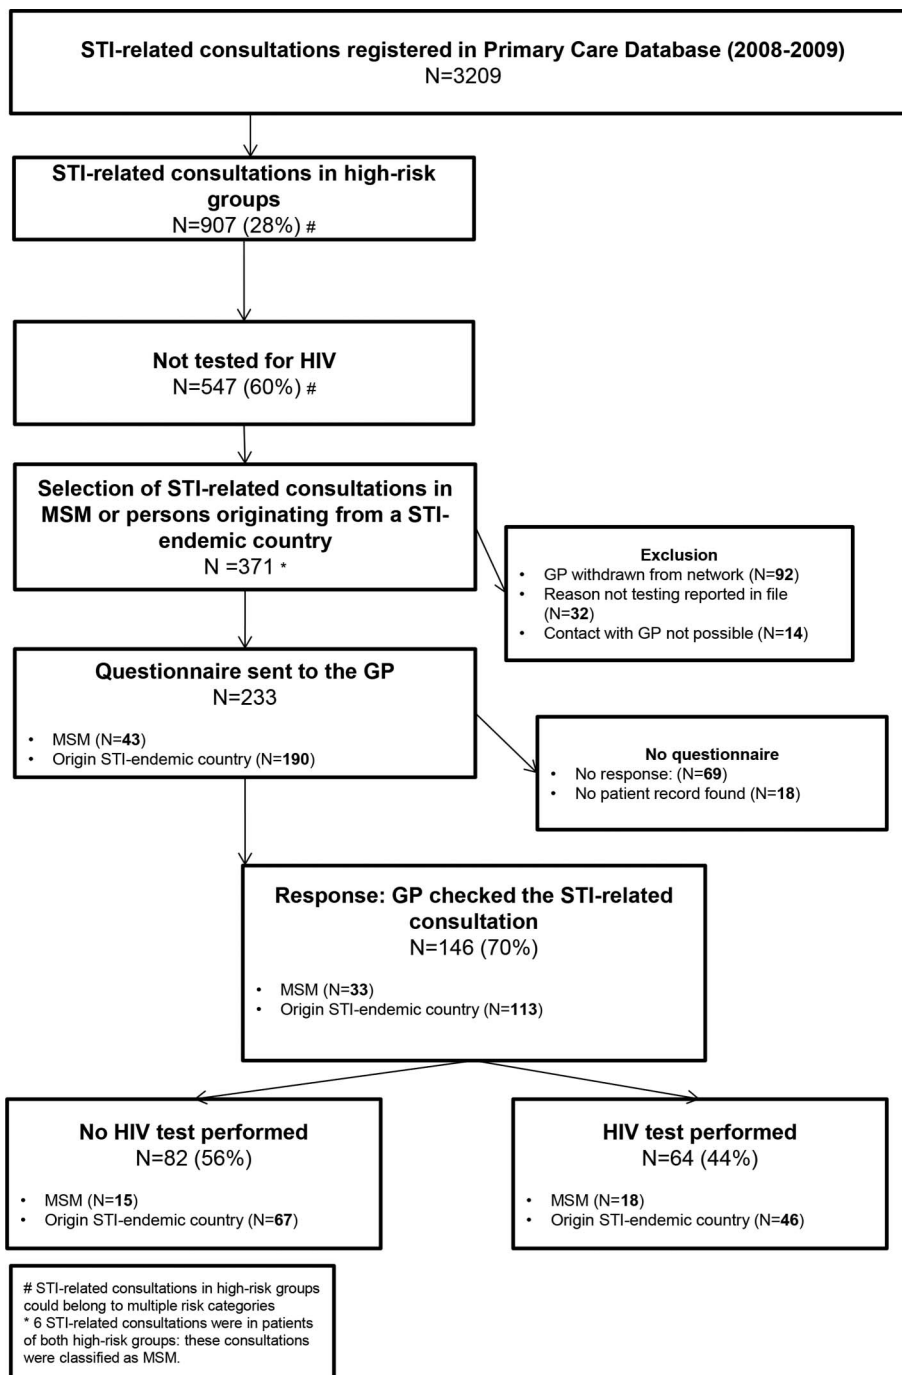 STI-related consultations registered in Primary Care Database (2008-2009)
N=3209
STI-related consultations in high-risk
groups
N=907 (28%) #
Not tested for HIV
N=547 (60%) #
Selection of STI-related consultations in
MSM or persons originating from a STI-
endemic country
N =371 *
Exclusion
• GP withdrawn from network (N=92)
• Reason not testing reported in file
(N=32)
• Contact with GP not possible (N=14)
Questionnaire sent to the GP
N=233
• MSM (N=43)
• Origin STI-endemic country (N=190)
No questionnaire
• No response: (N=69)
• No patient record found (N=18)
Response: GP checked the STI-related
consultation
N=146 (70%)
• MSM (N=33)
• Origin STI-endemic country (N=113)
No HIV test performed
N=82 (56%)
• MSM (N=15)
• Origin STI-endemic country (N=67)
HIV test performed
N=64 (44%)
• MSM (N=18)
• Origin STI-endemic country (N=46)
# STI-related consultations in high-risk groups
could belong to multiple risk categories
* 6 STI-related consultations were in patients
of both high-risk groups: these consultations
were classified as MSM.